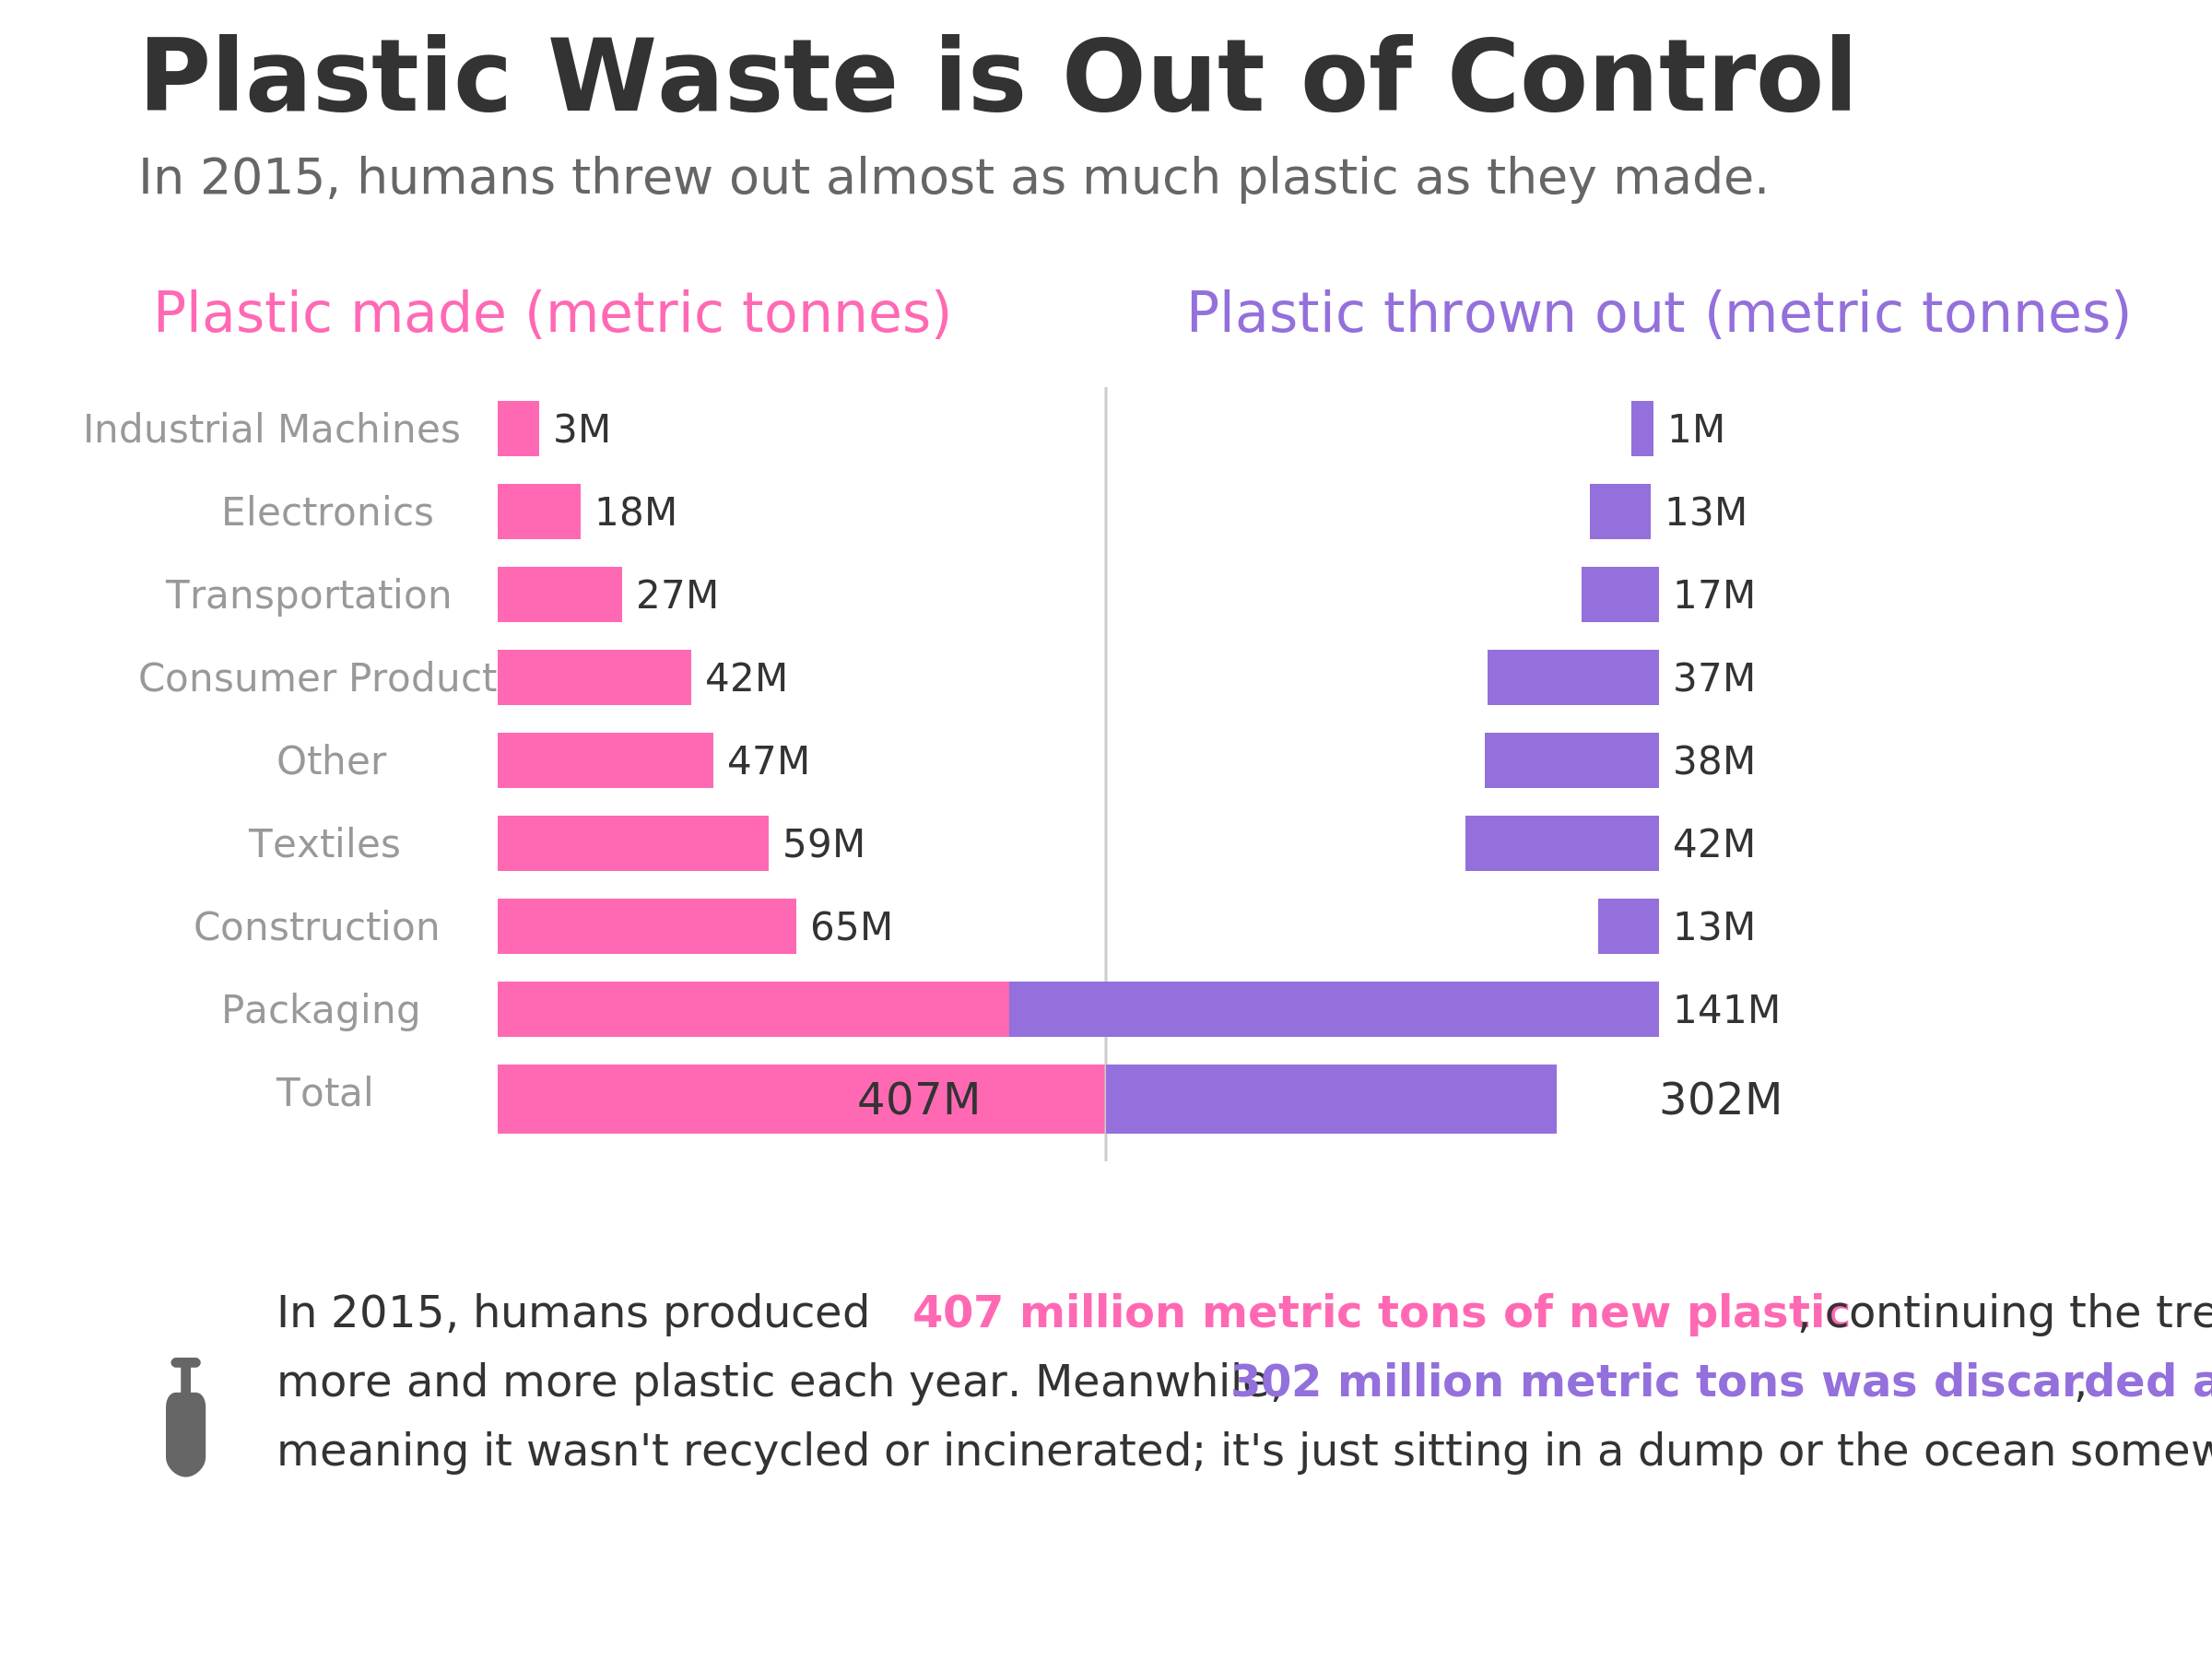 Plastic Waste is Out of Control
In 2015, humans threw out almost as much plastic as they made.
Plastic made (metric tonnes) Plastic thrown out (metric tonnes)
Industrial Machines 3M 1M
Electronics 18M 13M
Transportation 27M 17M
Consumer Product 42M 37M
Other 47M 38M
Textiles 59M 42M
Construction 65M 13M
Packaging 141M
Total 407M 302M
In 2015, humans produced 407 million metric tons of new plastic, continuing the
more and more plastic each year. Meanwhile, 302 million metric tons was discarded,
meaning it wasn't recycled or incinerated; it's just sitting in a dump or the ocean